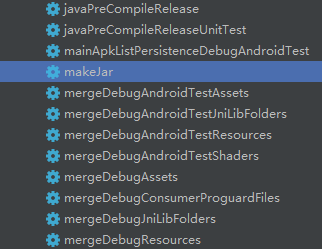 javaPreCompileRelease
javaPreCompileReleaseUnitTest
mainApkListPersistenceDebugAndroidTest
makeJar
mergeDebugAndroidTestAssets
mergeDebugAndroidTestJniLibFolders
mergeDebugAndroidTestResources
mergeDebugAndroidTestShaders
mergeDebugAssets
mergeDebugConsumerProguardFiles
mergeDebugJniLibFolders
mergeDebugResources